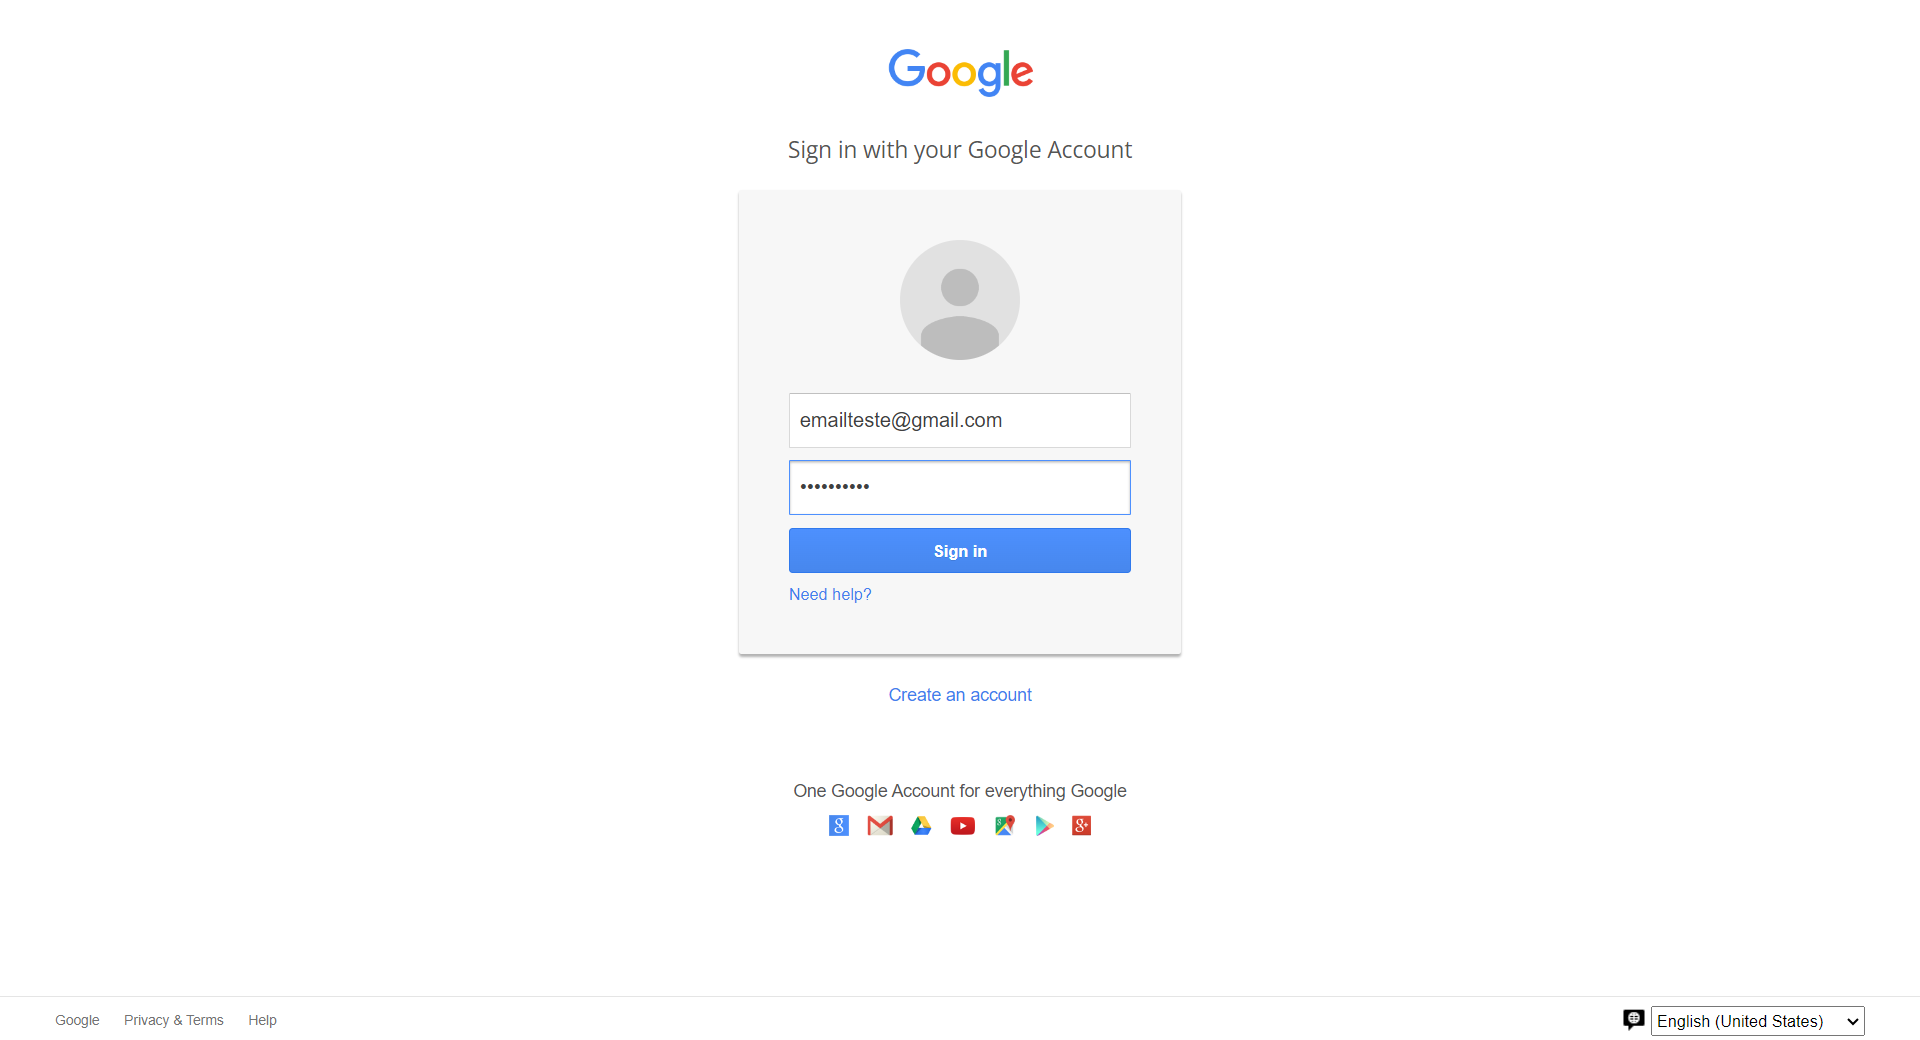 Google
Sign in with your Google Account
emailteste@gmail.com
••••••••••
Sign in
Need help?
Create an account
One Google Account for everything Google
Google Privacy & Terms Help English (United States)